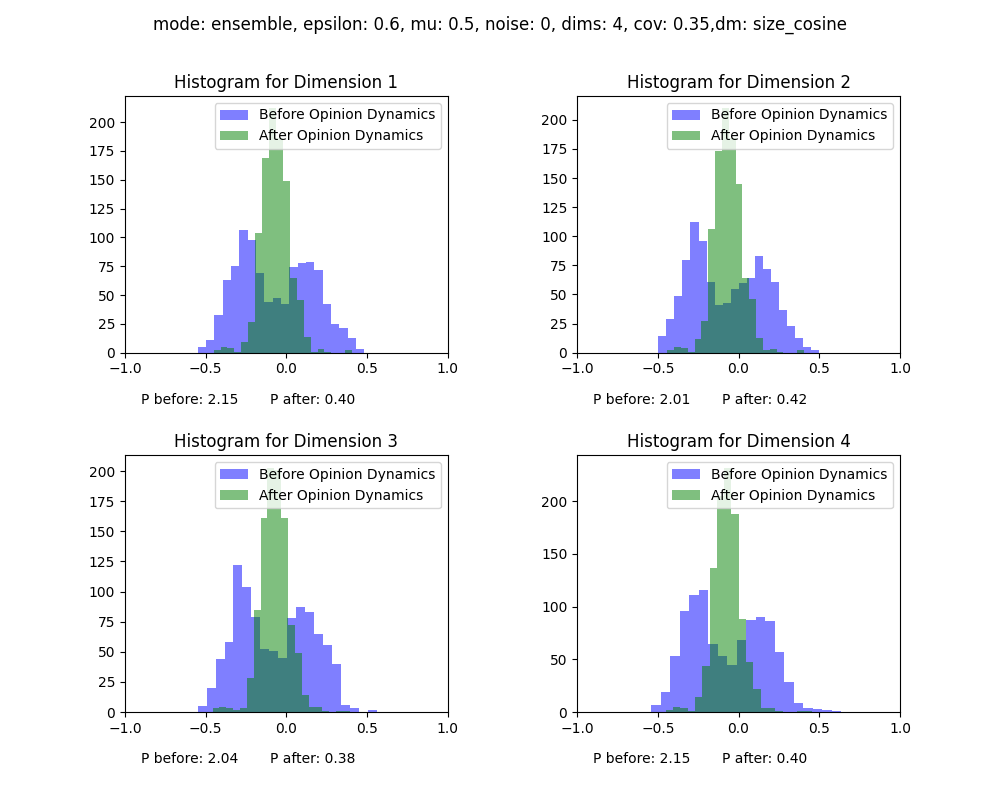 mode: ensemble, epsilon: 0.6, mu: 0.5, noise: 0, dims: 4, cov: 0.35,dm: size_cosine
Histogram for Dimension 1
Before Opinion Dynamics
After Opinion Dynamics
200
175
150
125
100
75
50
25
0
−1.0 −0.5 0.0 0.5 1.0
P before: 2.15 P after: 0.40
Histogram for Dimension 2
Before Opinion Dynamics
After Opinion Dynamics
200
175
150
125
100
75
50
25
0
−1.0 −0.5 0.0 0.5 1.0
P before: 2.01 P after: 0.42
Histogram for Dimension 3
Before Opinion Dynamics
After Opinion Dynamics
200
175
150
125
100
75
50
25
0
−1.0 −0.5 0.0 0.5 1.0
P before: 2.04 P after: 0.38
Histogram for Dimension 4
Before Opinion Dynamics
After Opinion Dynamics
200
150
100
50
0
−1.0 −0.5 0.0 0.5 1.0
P before: 2.15 P after: 0.40